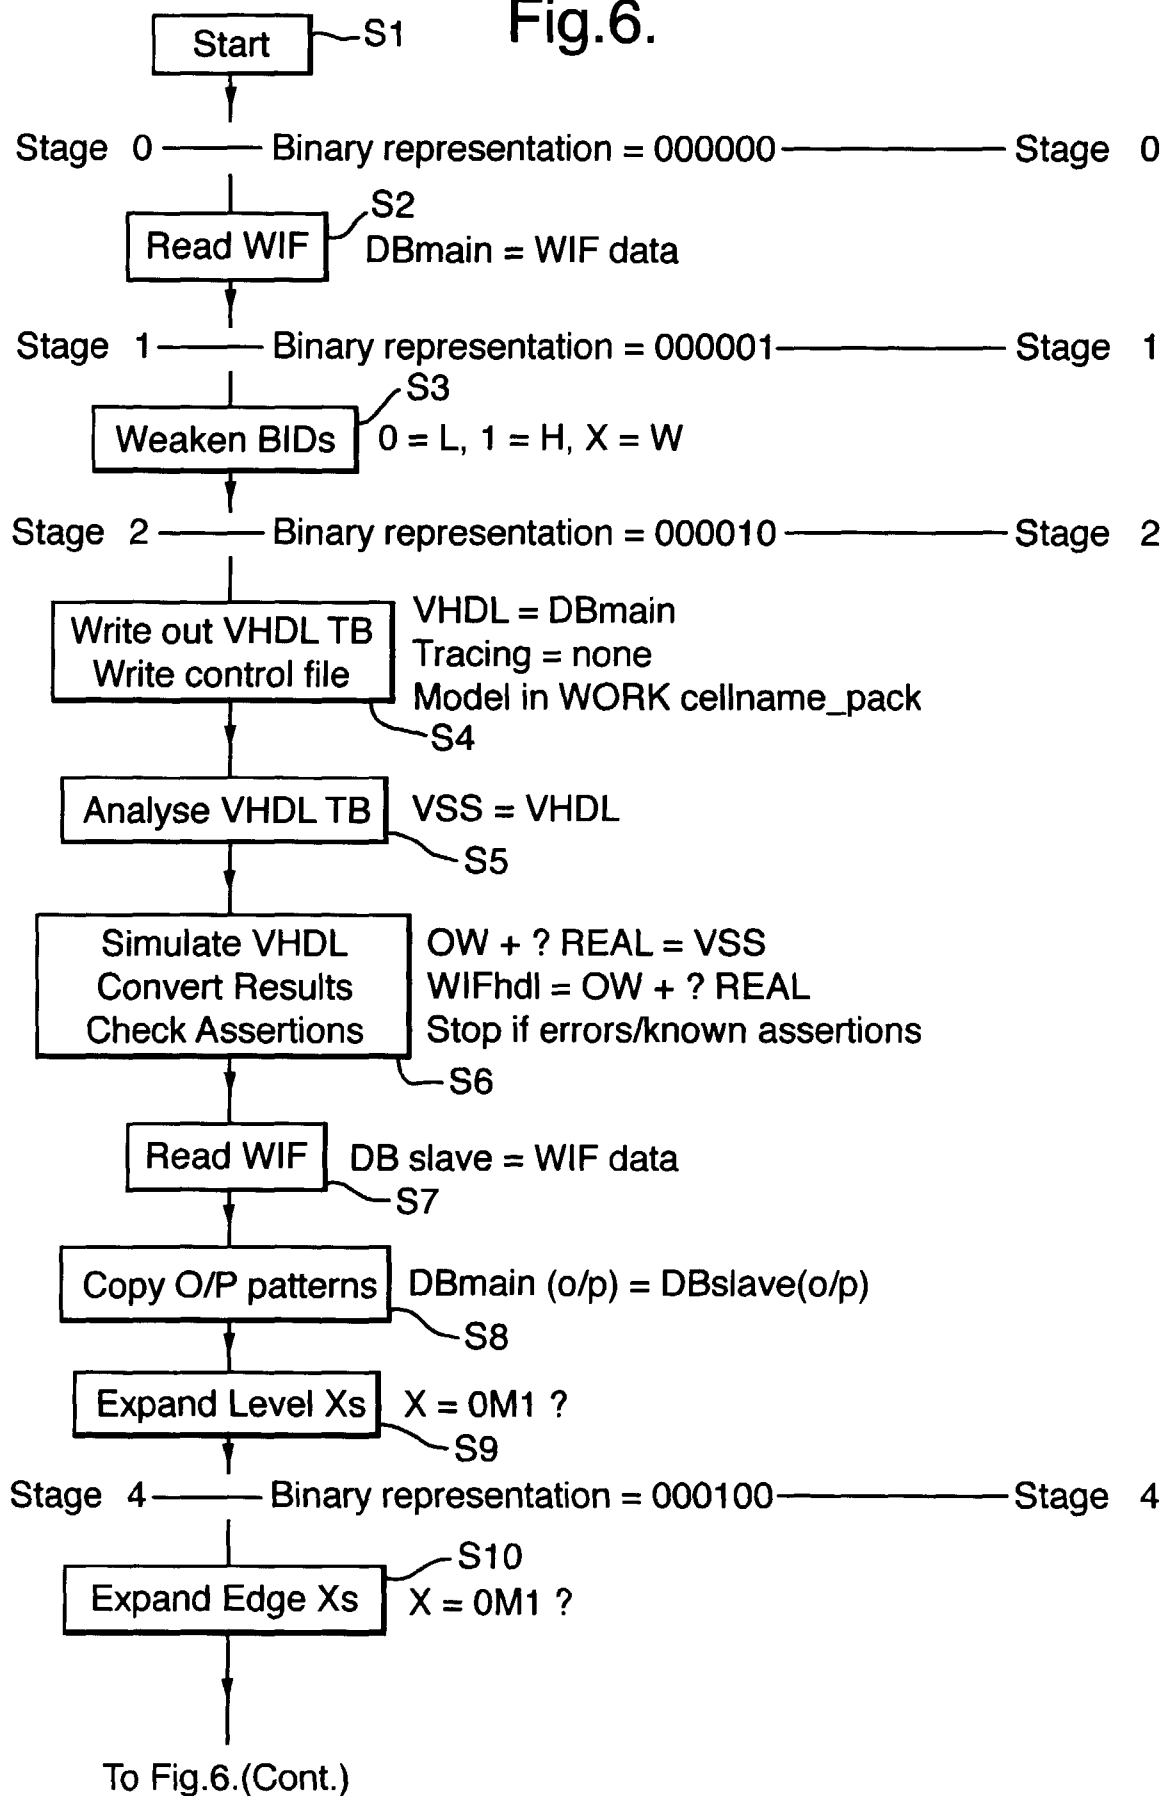 Fig.6.
Start
S1
Stage 0 Binary representation = 000000 Stage 0
S2
Read WIF
DBmain = WIF data
Stage 1 Binary representation = 000001 Stage 1
S3
Weaken BIDs
0 = L, 1 = H, X = W
Stage 2 Binary representation = 000010 Stage 2
Write out VHDL TB
Write control file
VHDL = DBmain
Tracing = none
Model in WORK cellname_pack
S4
Analyse VHDL TB
VSS = VHDL
S5
Simulate VHDL
Convert Results
Check Assertions
OW + ? REAL = VSS
WIFhdl = OW + ? REAL
Stop if errors/known assertions
S6
Read WIF
DB slave = WIF data
S7
Copy O/P patterns
DBmain (o/p) = DBslave(o/p)
S8
Expand Level Xs
X = 0M1 ?
S9
Stage 4 Binary representation = 000100 Stage 4
S10
Expand Edge Xs
X = 0M1 ?
To Fig.6.(Cont.)